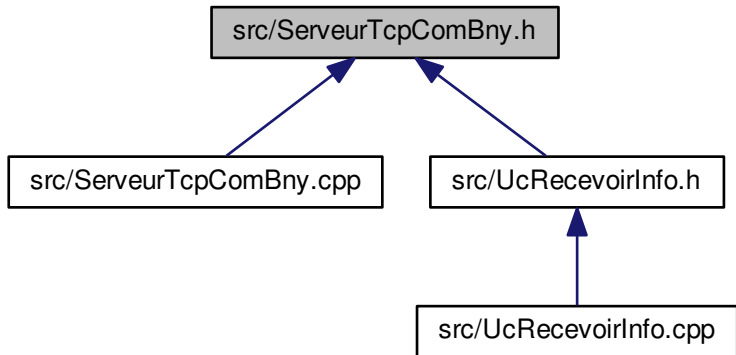 src/ServeurTcpComBny.h
src/ServeurTcpComBny.cpp
src/UcRecevoirInfo.h
src/UcRecevoirInfo.cpp